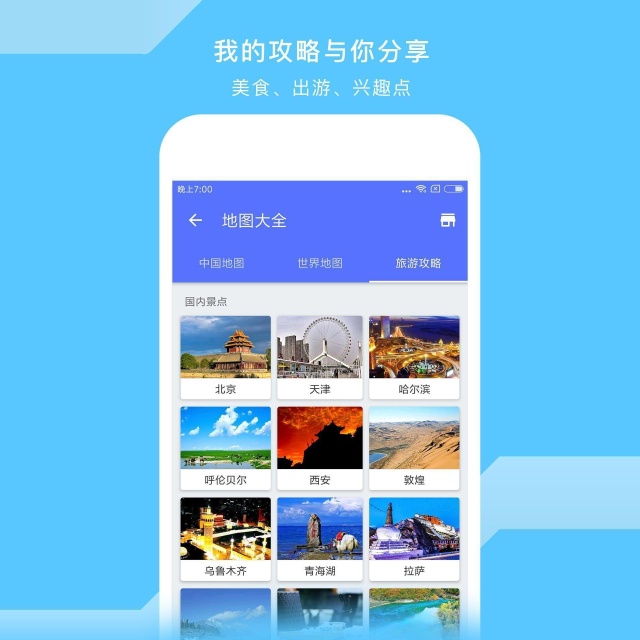 我的攻略与你分享
美食、出游、兴趣点
晚上7:00
地图大全
中国地图 世界地图 旅游攻略
国内景点
北京 天津 哈尔滨
呼伦贝尔 西安 敦煌
乌鲁木齐 青海湖 拉萨